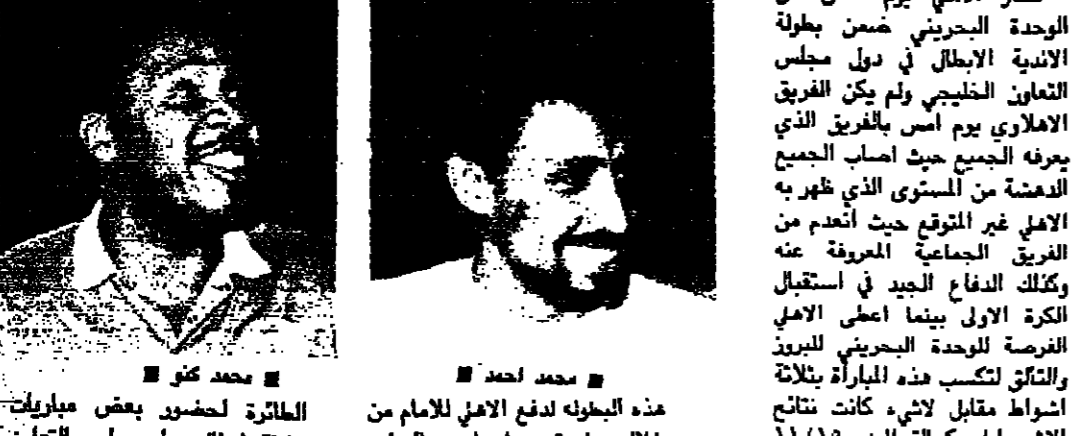 الوحدة البحريني ضمن بطولة
الاندية الابطال في دول مجلس
التعاون الخليجي ولم يكن الفريق
الاهلاوي يوم امس بالفريق الذي
يعرفه الجميع حيث اصاب الجميع
الدهشة من المستوى الذي ظهر به
الاهلي غير المتوقع حيث انعدم من
الفريق الجماعية المعروفة عنه
وكذلك الدفاع الجيد في استقبال
الكرة الاولى بينما اعطى الاهلي
الفرصة للوحدة البحريني للبروز
والتالق لتكسب هذه المباراة بثلاثة
اشواط مقابل لاشيء كانت نتائج
محمد احمد
هذه البطوله لدفع الاهلي للامام من
محمد كنو
الطائرة لحضور بعض مباريات